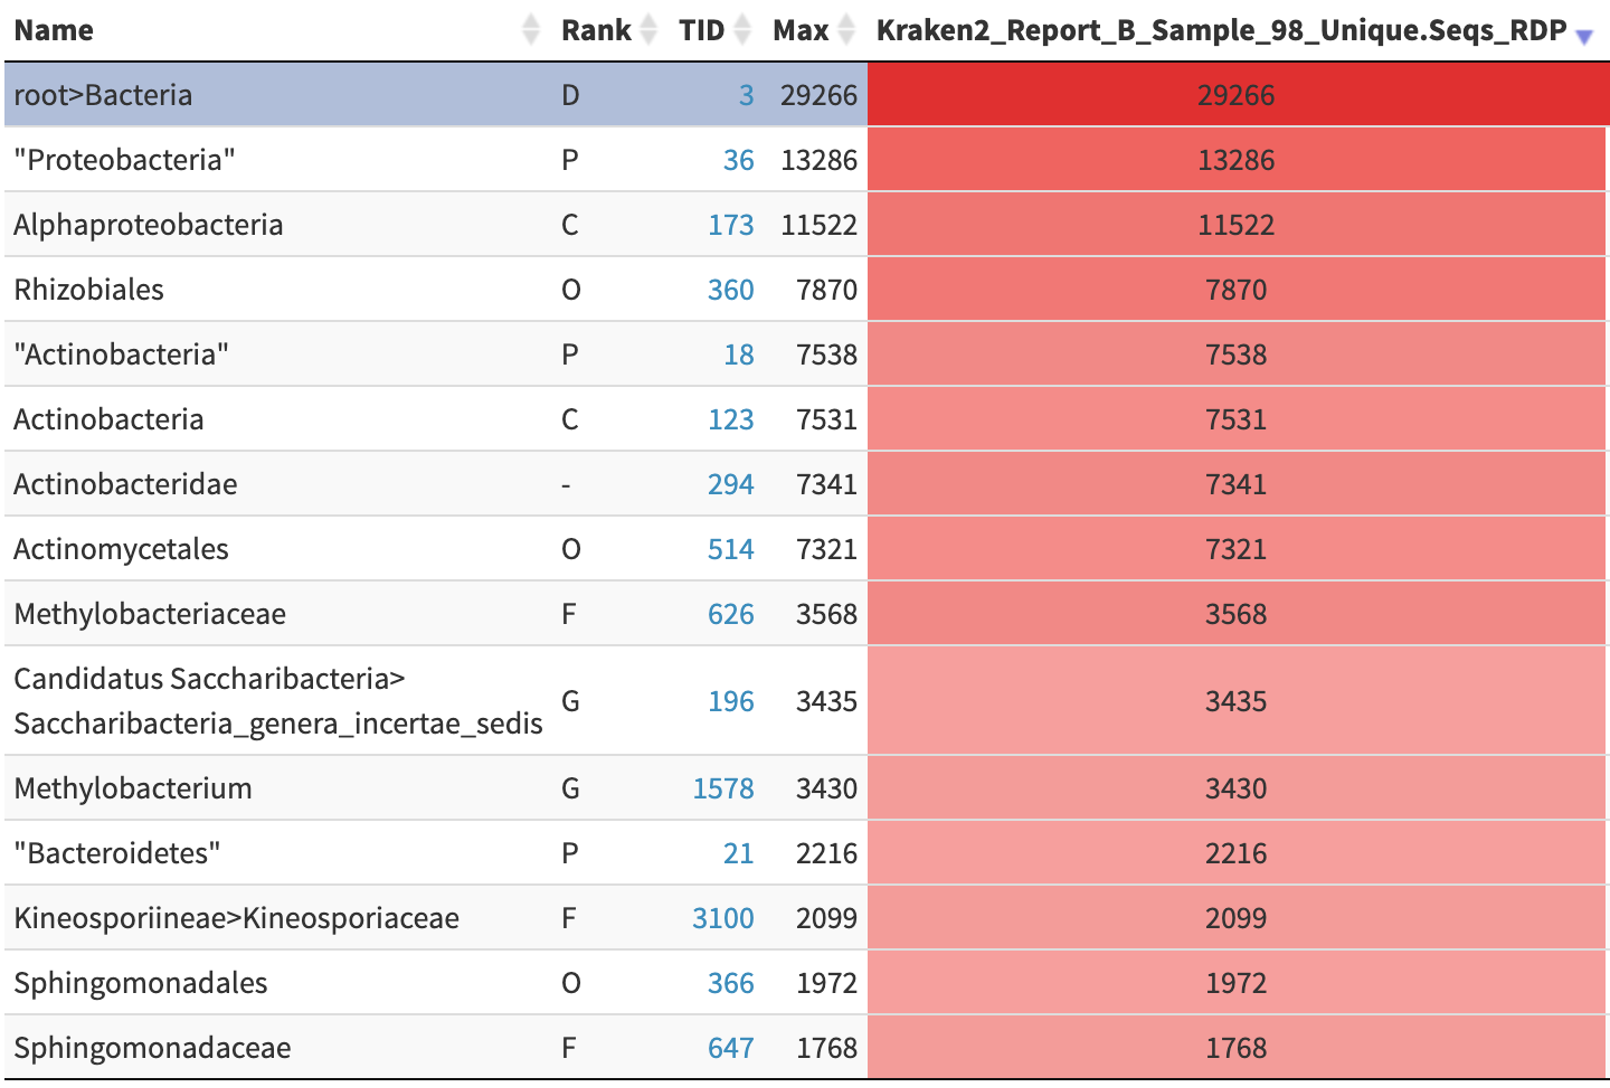 Name Rank TID Max Kraken2_Report_B_Sample_98_Unique.Seqs_RDP
root>Bacteria D 3 29266 29266
"Proteobacteria" P 36 13286 13286
Alphaproteobacteria C 173 11522 11522
Rhizobiales O 360 7870 7870
"Actinobacteria" P 18 7538 7538
Actinobacteria C 123 7531 7531
Actinobacteridae - 294 7341 7341
Actinomycetales O 514 7321 7321
Methylobacteriaceae F 626 3568 3568
Candidatus Saccharibacteria>
Saccharibacteria_genera_incertae_sedis G 196 3435 3435
Methylobacterium G 1578 3430 3430
"Bacteroidetes" P 21 2216 2216
Kineosporiineae>Kineosporiaceae F 3100 2099 2099
Sphingomonadales O 366 1972 1972
Sphingomonadaceae F 647 1768 1768